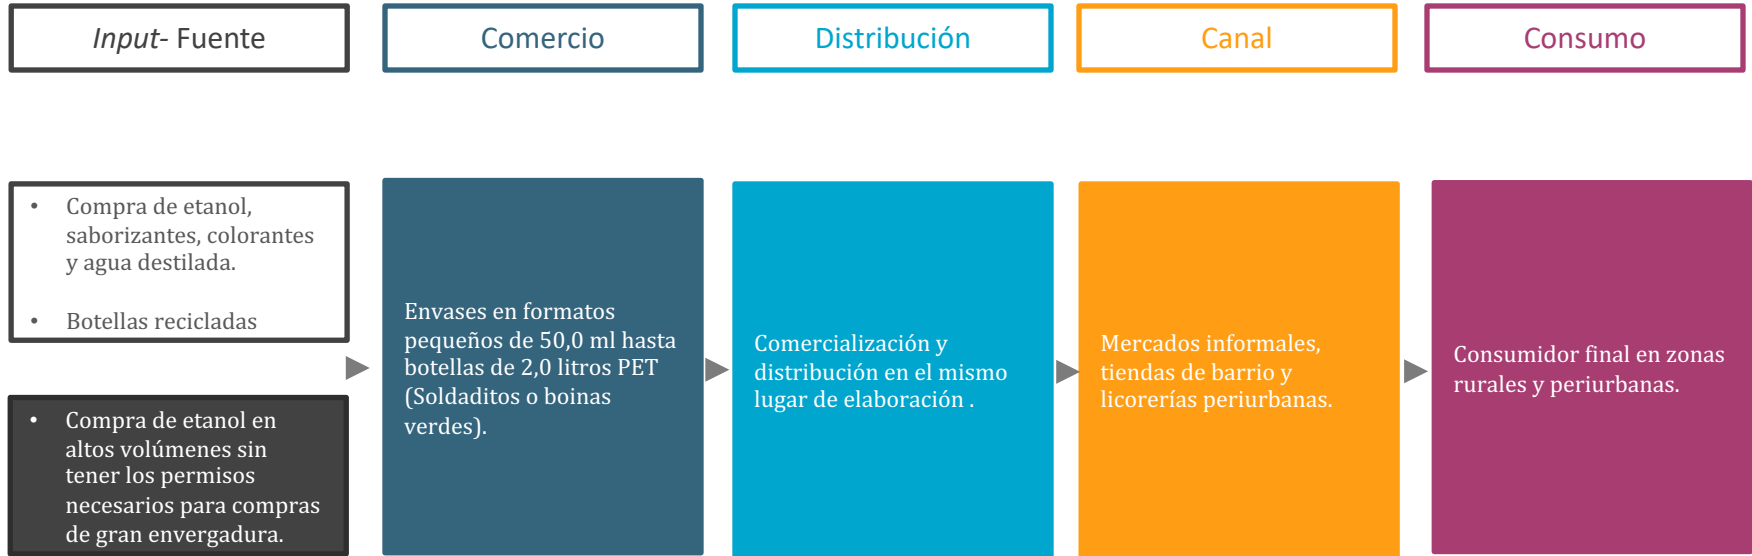 Input- Fuente
Comercio
Distribución
Canal
Consumo
• Compra de etanol,
saborizantes, colorantes
y agua destilada.
• Botellas recicladas
• Compra de etanol en
altos volúmenes sin
tener los permisos
necesarios para compras
de gran envergadura.
Envases en formatos
pequeños de 50,0 ml hasta
botellas de 2,0 litros PET
(Soldaditos o boinas
verdes).
Comercialización y
distribución en el mismo
lugar de elaboración .
Mercados informales,
tiendas de barrio y
licorerías periurbanas.
Consumidor final en zonas
rurales y periurbanas.